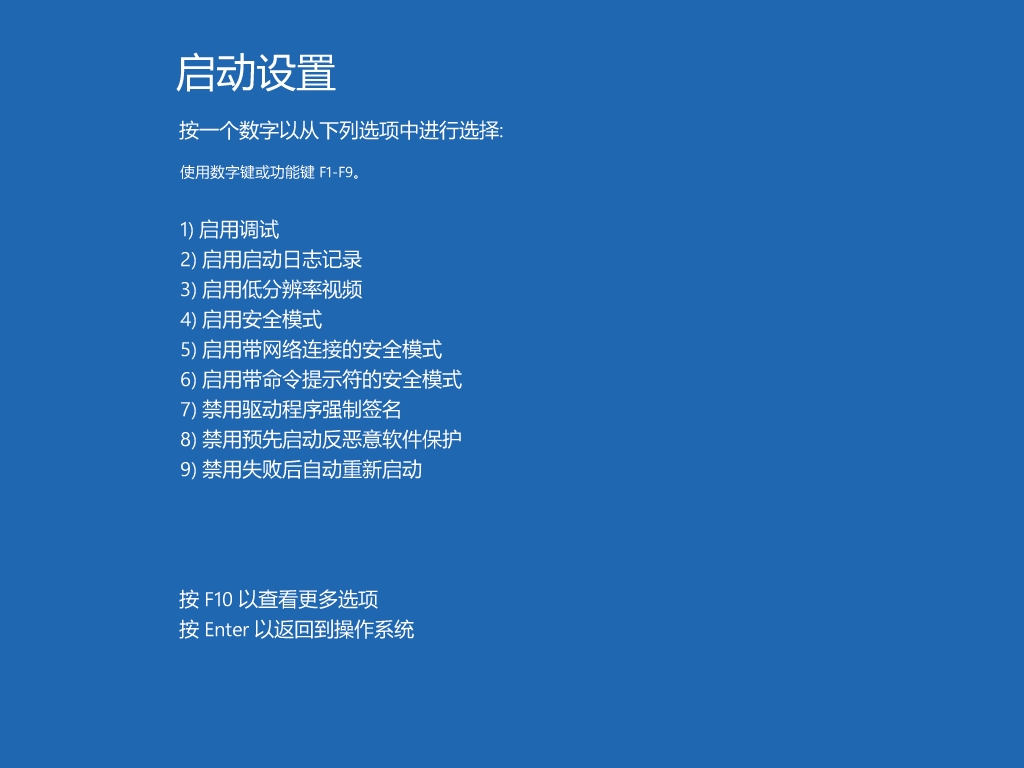 启动设置
按一个数字以从下列选项中进行选择:
使用数字键或功能键 F1-F9。
1) 启用调试
2) 启用启动日志记录
3) 启用低分辨率视频
4) 启用安全模式
5) 启用带网络连接的安全模式
6) 启用带命令提示符的安全模式
7) 禁用驱动程序强制签名
8) 禁用预先启动反恶意软件保护
9) 禁用失败后自动重新启动
按 F10 以查看更多选项
按 Enter 以返回到操作系统